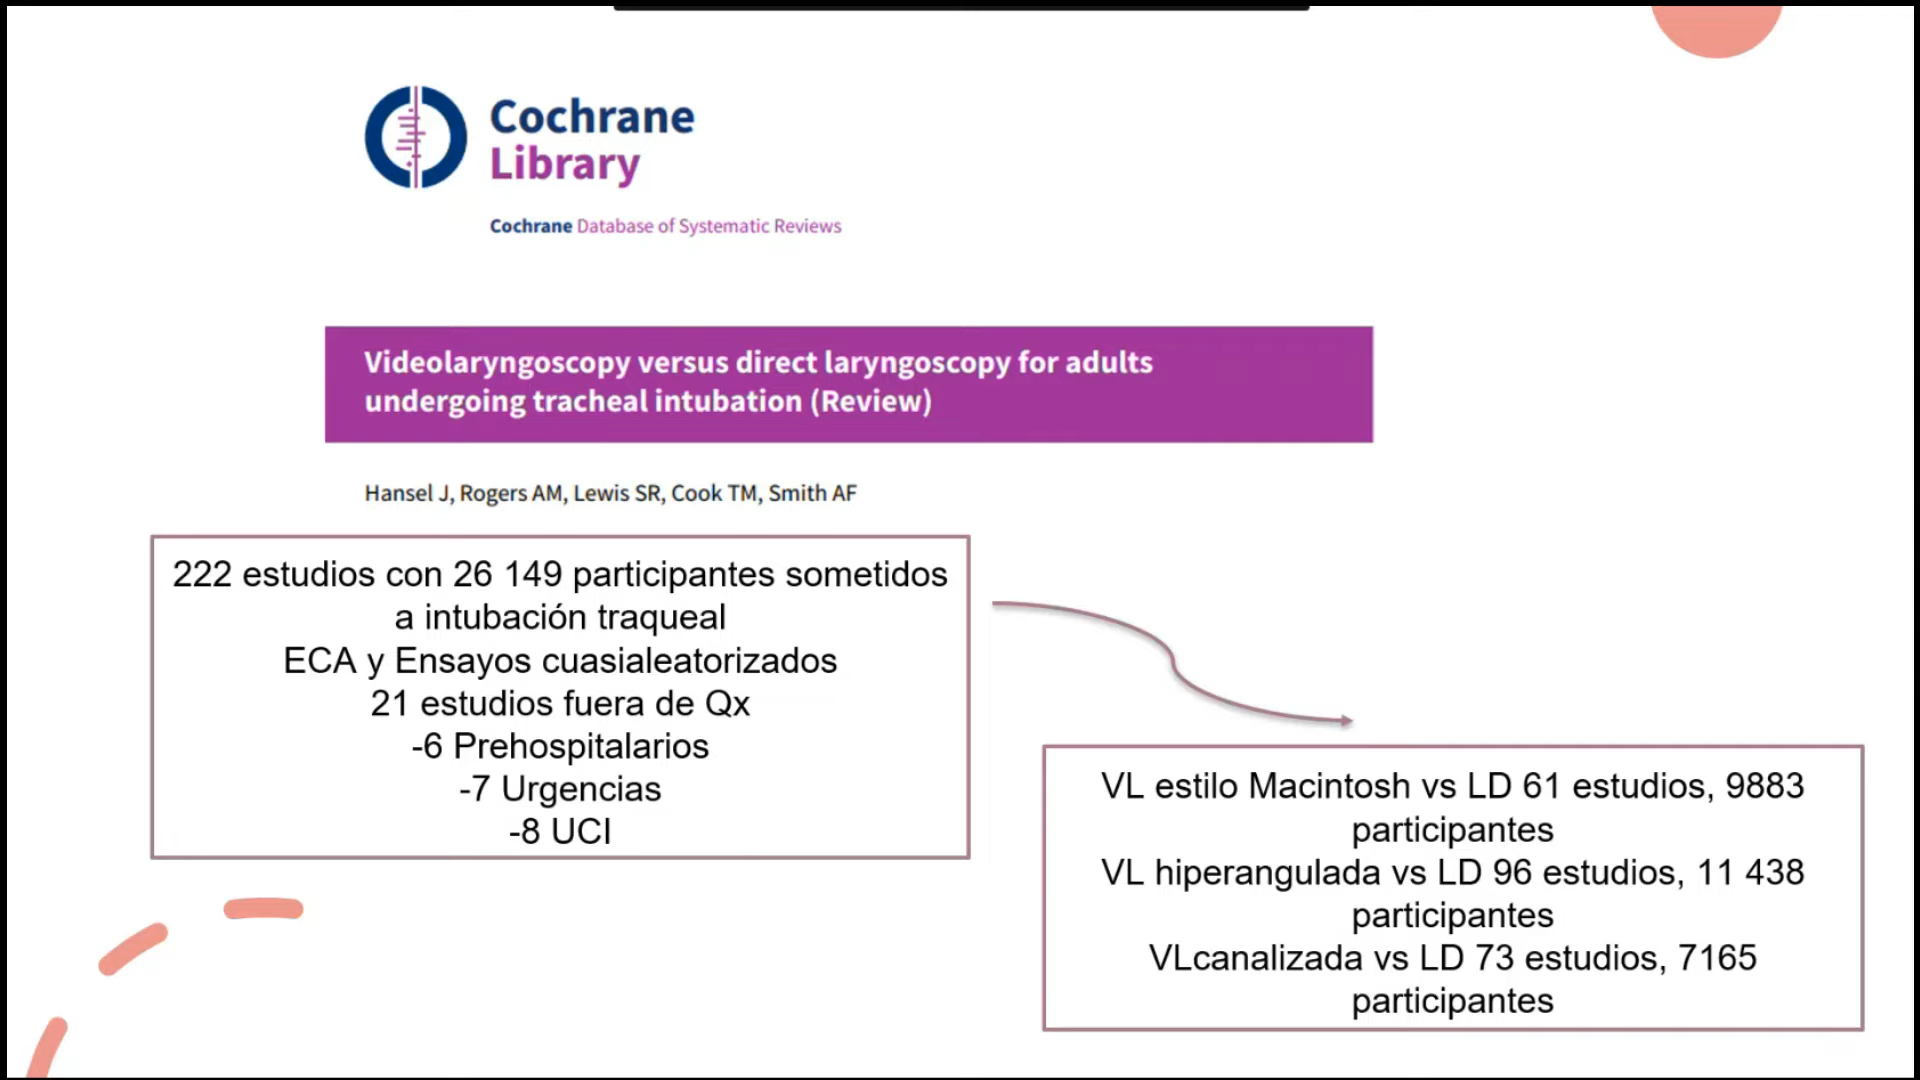 Cochrane
Library
Cochrane Database of Systematic Reviews
Videolaryngoscopy versus direct laryngoscopy for adults
undergoing tracheal intubation (Review)
Hansel J, Rogers AM, Lewis SR, Cook TM, Smith AF
222 estudios con 26 149 participantes sometidos
a intubación traqueal
ECA y Ensayos cuasialeatorizados
21 estudios fuera de Qx
-6 Prehospitalarios
-7 Urgencias
-8 UCI
VL estilo Macintosh vs LD 61 estudios, 9883
participantes
VL hiperangulada vs LD 96 estudios, 11 438
participantes
VLcanalizada vs LD 73 estudios, 7165
participantes